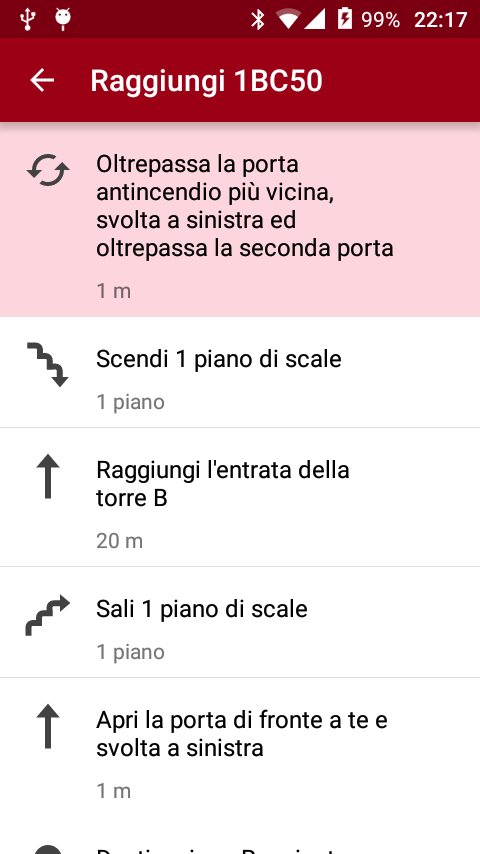 99% 22:17
Raggiungi 1BC50
Oltrepassa la porta
antincendio più vicina,
svolta a sinistra ed
oltrepassa la seconda porta
1 m
Scendi 1 piano di scale
1 piano
Raggiungi l'entrata della
torre B
20 m
Sali 1 piano di scale
1 piano
Apri la porta di fronte a te e
svolta a sinistra
1 m